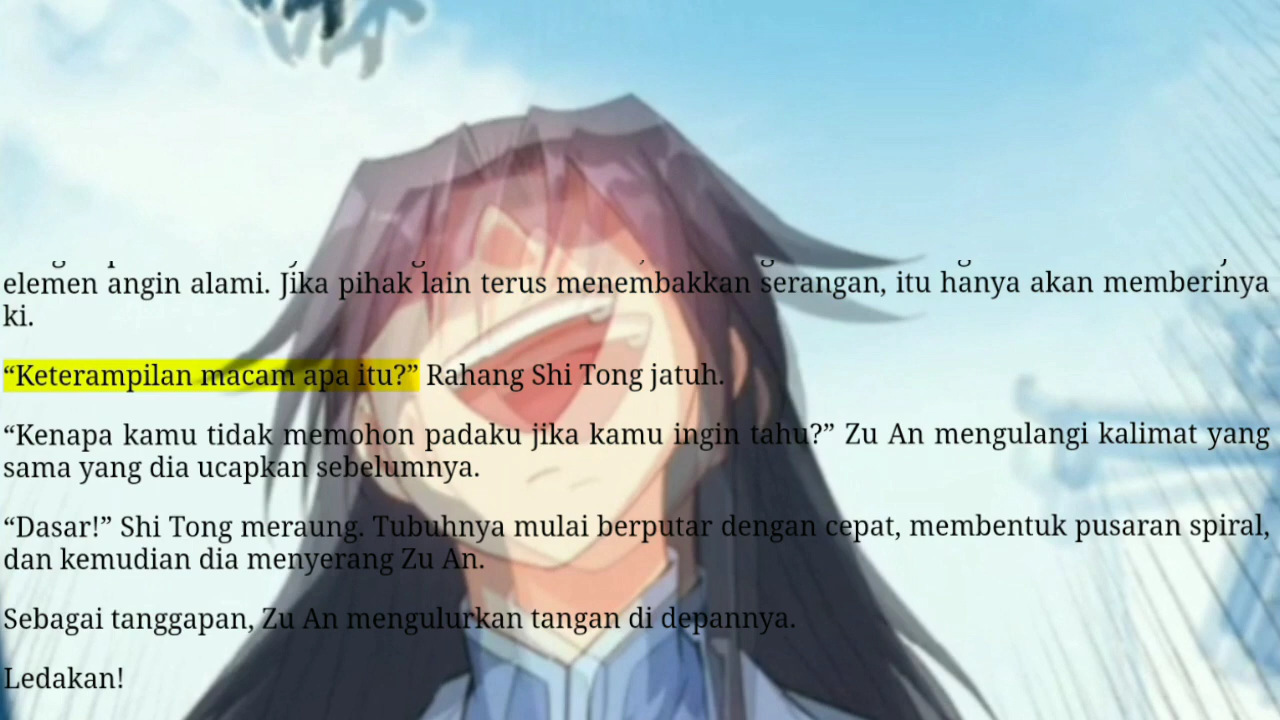 elemen angin alami. Jika pihak lain terus menembakkan serangan, itu hanya akan memberinya
ki.
“Keterampilan macam apa itu?” Rahang Shi Tong jatuh.
“Kenapa kamu tidak memohon padaku jika kamu ingin tahu?” Zu An mengulangi kalimat yang
sama yang dia ucapkan sebelumnya.
“Dasar!” Shi Tong meraung. Tubuhnya mulai berputar dengan cepat, membentuk pusaran spiral,
dan kemudian dia menyerang Zu An.
Sebagai tanggapan, Zu An mengulurkan tangan di depannya.
Ledakan!